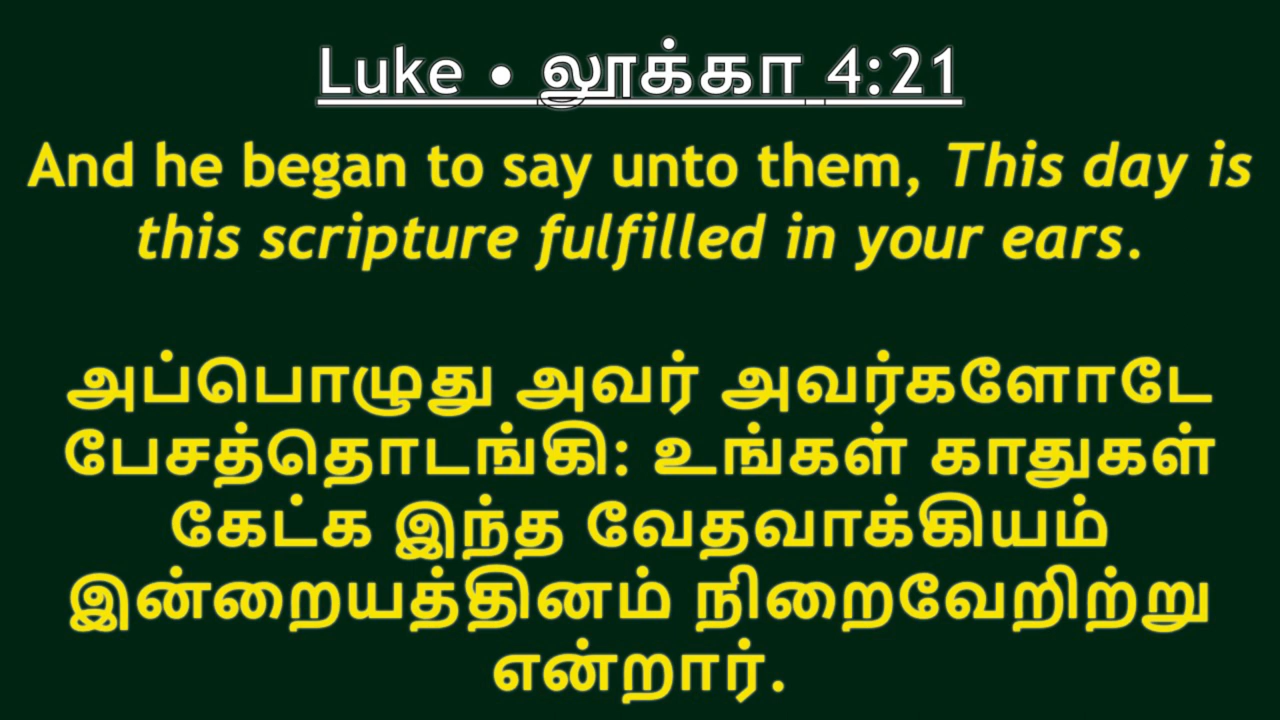 Luke • லூக்கா 4:21
And he began to say unto them, This day is
this scripture fulfilled in your ears.
அப்பொழுது அவர் அவர்களோடே
பேசத்தொடங்கி: உங்கள் காதுகள்
கேட்க இந்த வேதவாக்கியம்
இன்றையத்தினம் நிறைவேறிற்று
என்றார்.